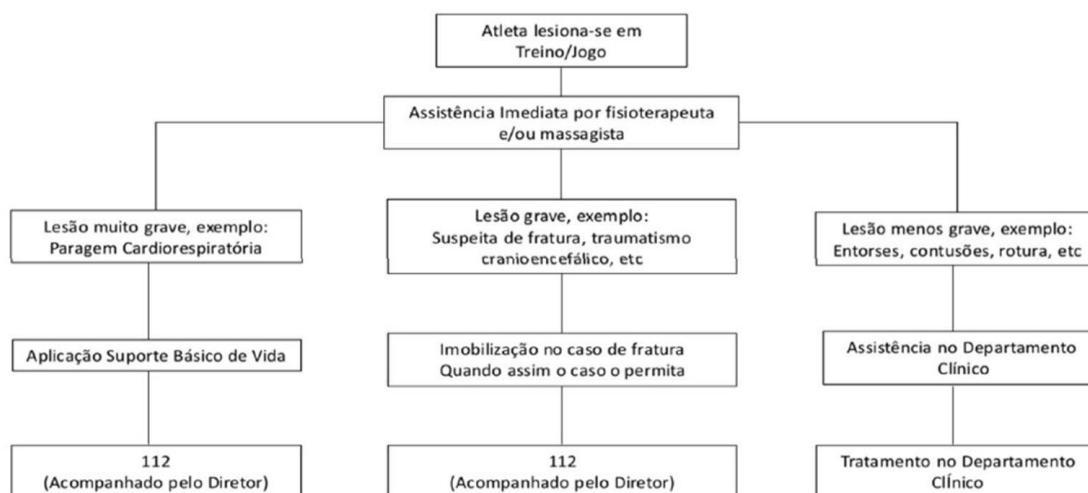 Atleta lesiona-se em
Treino/Jogo
Assistência Imediata por fisioterapeuta
e/ou massagista
Lesão muito grave, exemplo:
Paragem Cardiorespiratória
Lesão grave, exemplo:
Suspeita de fratura, traumatismo
cranioencefálico, etc
Lesão menos grave, exemplo:
Entorses, contusões, rotura, etc
Aplicação Suporte Básico de Vida
Imobilização no caso de fratura
Quando assim o caso o permita
Assistência no Departamento
Clínico
112
(Acompanhado pelo Diretor)
112
(Acompanhado pelo Diretor)
Tratamento no Departamento
ClÍnico